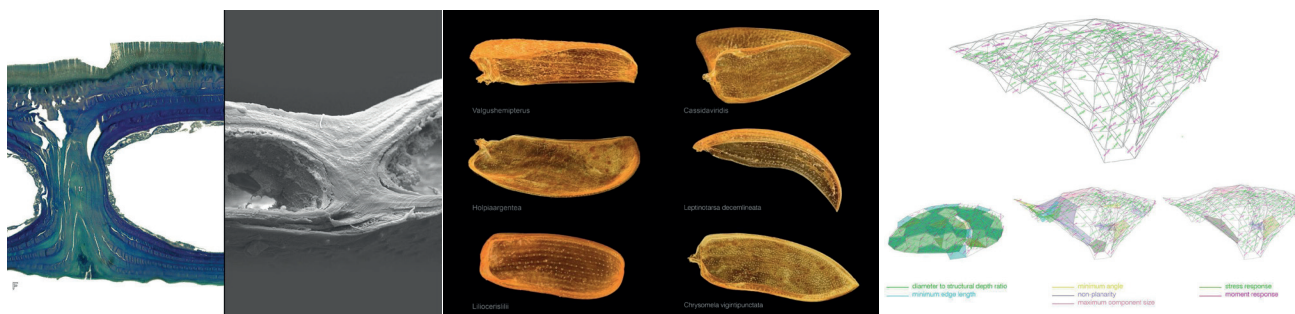 F
Valgushemipterus
Cassidavindis
Holpiaargentea
Leptinotarsa decemlineata
Liliocerislilii
Chrysomela vigintipunctata
diameter to structural depth ratio
minimum edge length
minimum angle
non-planarity
maximum component size
stress response
moment response